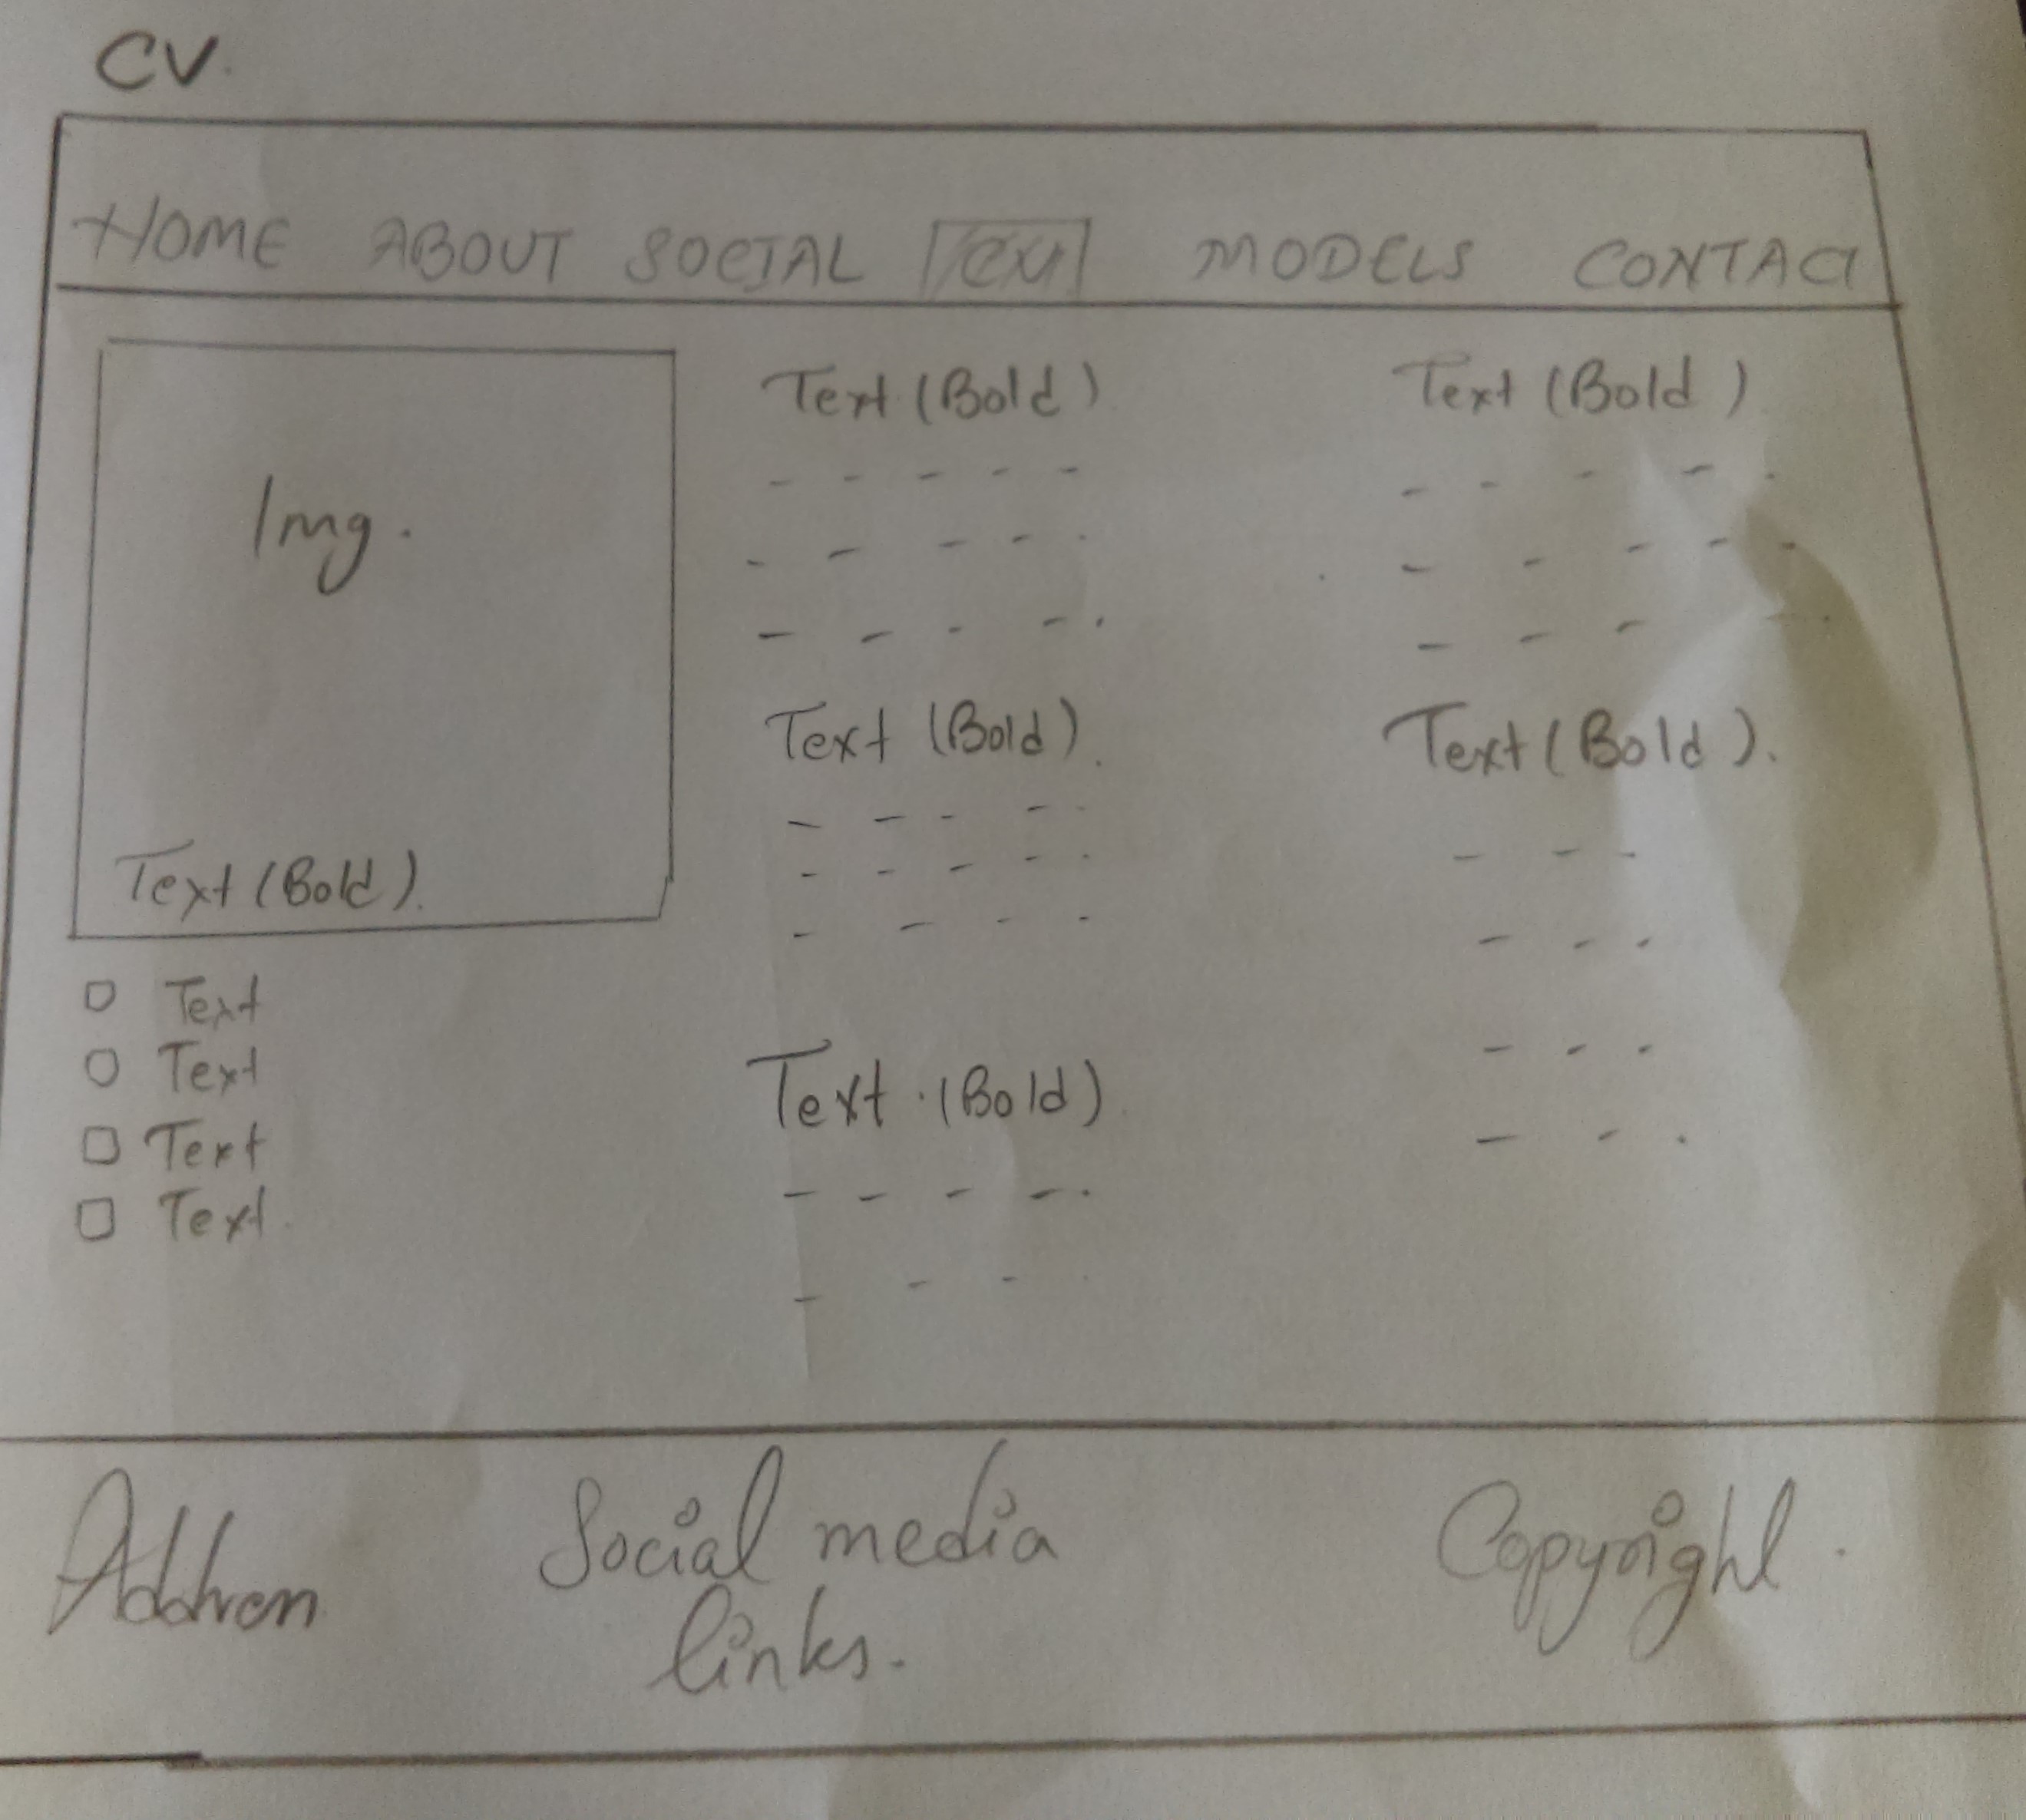 CV.
HOME ABOUT SOCIAL Text MODELS CONTACT
Img.
Text (Bold).
Text
Text
Text
Text.
Text (Bold)
Text (Bold).
Text. (Bold)
Text (Bold)
Text (Bold).
Address
Social media
links.
Copyright.